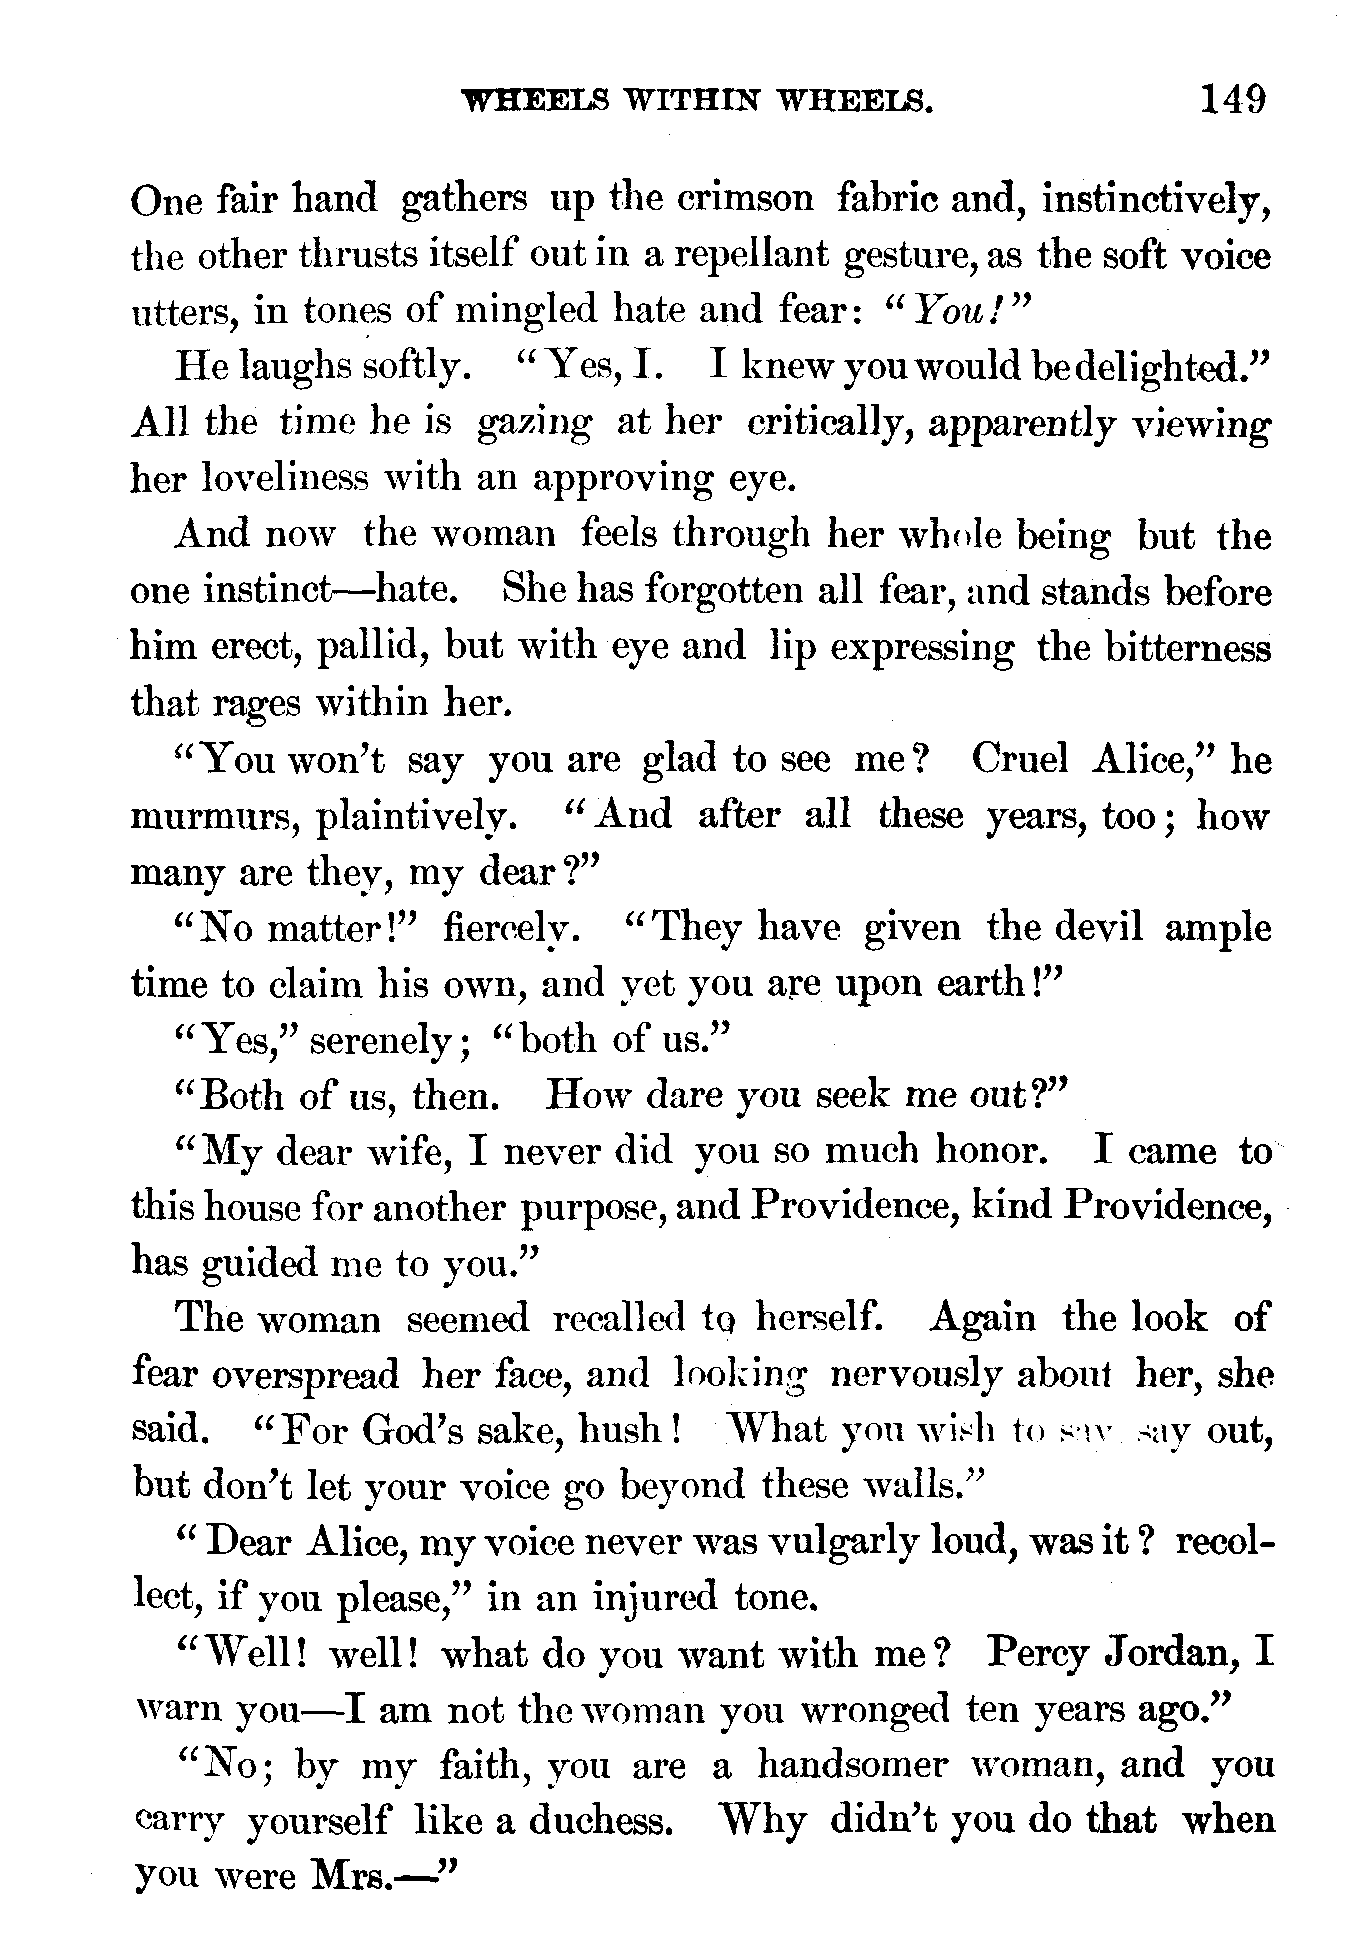 WHEELS WITHIN WHEELS. 149
One fair hand gathers up the crimson fabric and, instinctively,
the other thrusts itself out in a repellant gesture, as the soft voice
utters, in tones of mingled hate and fear: "You!"
He laughs softly. "Yes, I. I knew you would be delighted."
All the time he is gazing at her critically, apparently viewing
her loveliness with an approving eye.
And now the woman feels through her whole being but the
one instinct—hate. She has forgotten all fear, and stands before
him erect, pallid, but with eye and lip expressing the bitterness
that rages within her.
"You won't say you are glad to see me? Cruel Alice," he
murmurs, plaintively. "And after all these years, too; how
many are they, my dear?"
"No matter!" fiercely. "They have given the devil ample
time to claim his own, and yet you are upon earth!"
"Yes," serenely; "both of us."
"Both of us, then. How dare you seek me out?"
"My dear wife, I never did you so much honor. I came to
this house for another purpose, and Providence, kind Providence,
has guided me to you."
The woman seemed recalled to herself. Again the look of
fear overspread her face, and looking nervously about her, she
said. "For God's sake, hush! What you wish to say say out,
but don't let your voice go beyond these walls."
"Dear Alice, my voice never was vulgarly loud, was it? recol-
lect, if you please," in an injured tone.
"Well! well! what do you want with me? Percy Jordan, I
warn you—I am not the woman you wronged ten years ago."
"No; by my faith, you are a handsomer woman, and you
carry yourself like a duchess. Why didn't you do that when
you were Mrs.—"